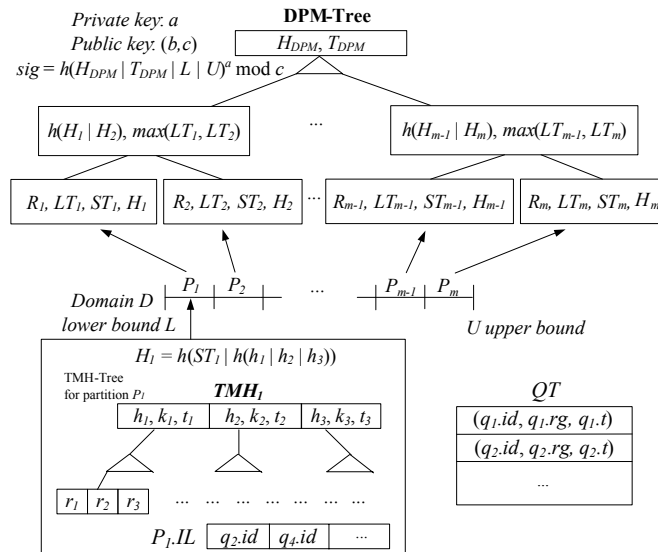 DPM-Tree
Private key: a
Public key: (b,c)
sig = h(H_DPM | T_DPM | L | U)^a mod c
H_DPM, T_DPM
h(H_1 | H_2), max(LT_1, LT_2)
...
h(H_m-1 | H_m), max(LT_m-1, LT_m)
R_1, LT_1, ST_1, H_1
R_2, LT_2, ST_2, H_2
...
R_m-1, LT_m-1, ST_m-1, H_m-1
R_m, LT_m, ST_m, H_m
P_1
P_2
...
P_m-1
P_m
Domain D
lower bound L
U upper bound
H_1 = h(ST_1 | h(h_1 | h_2 | h_3))
TMH-Tree
for partition P_1
TMH_1
h_1, k_1, t_1
h_2, k_2, t_2
h_3, k_3, t_3
r_1
r_2
r_3
... ... ... ... ... ... ... ...
P_1.IL
q_2.id
q_4.id
...
QT
(q_1.id, q_1.rg, q_1.t)
(q_2.id, q_2.rg, q_2.t)
...